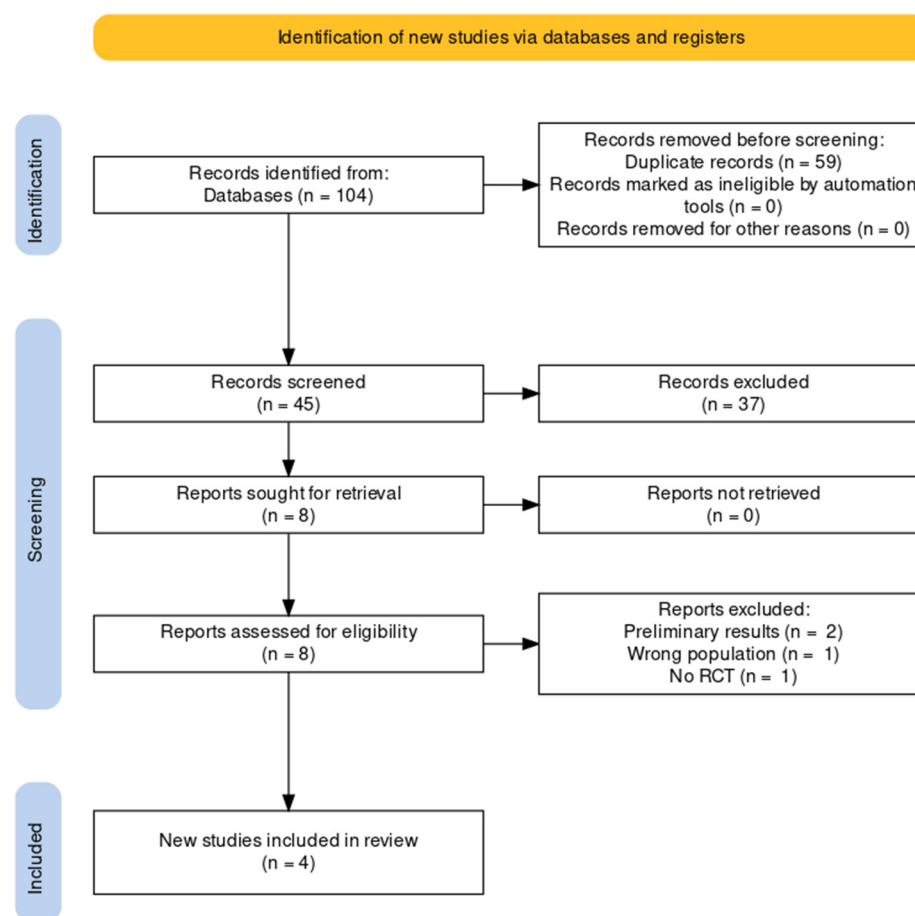 Identification of new studies via databases and registers
Identification
Records identified from:
Databases (n = 104)
Records removed before screening:
Duplicate records (n = 59)
Records marked as ineligible by automation
tools (n = 0)
Records removed for other reasons (n = 0)
Screening
Records screened
(n = 45)
Records excluded
(n = 37)
Reports sought for retrieval
(n = 8)
Reports not retrieved
(n = 0)
Reports assessed for eligibility
(n = 8)
Reports excluded:
Preliminary results (n = 2)
Wrong population (n = 1)
No RCT (n = 1)
Included
New studies included in review
(n = 4)